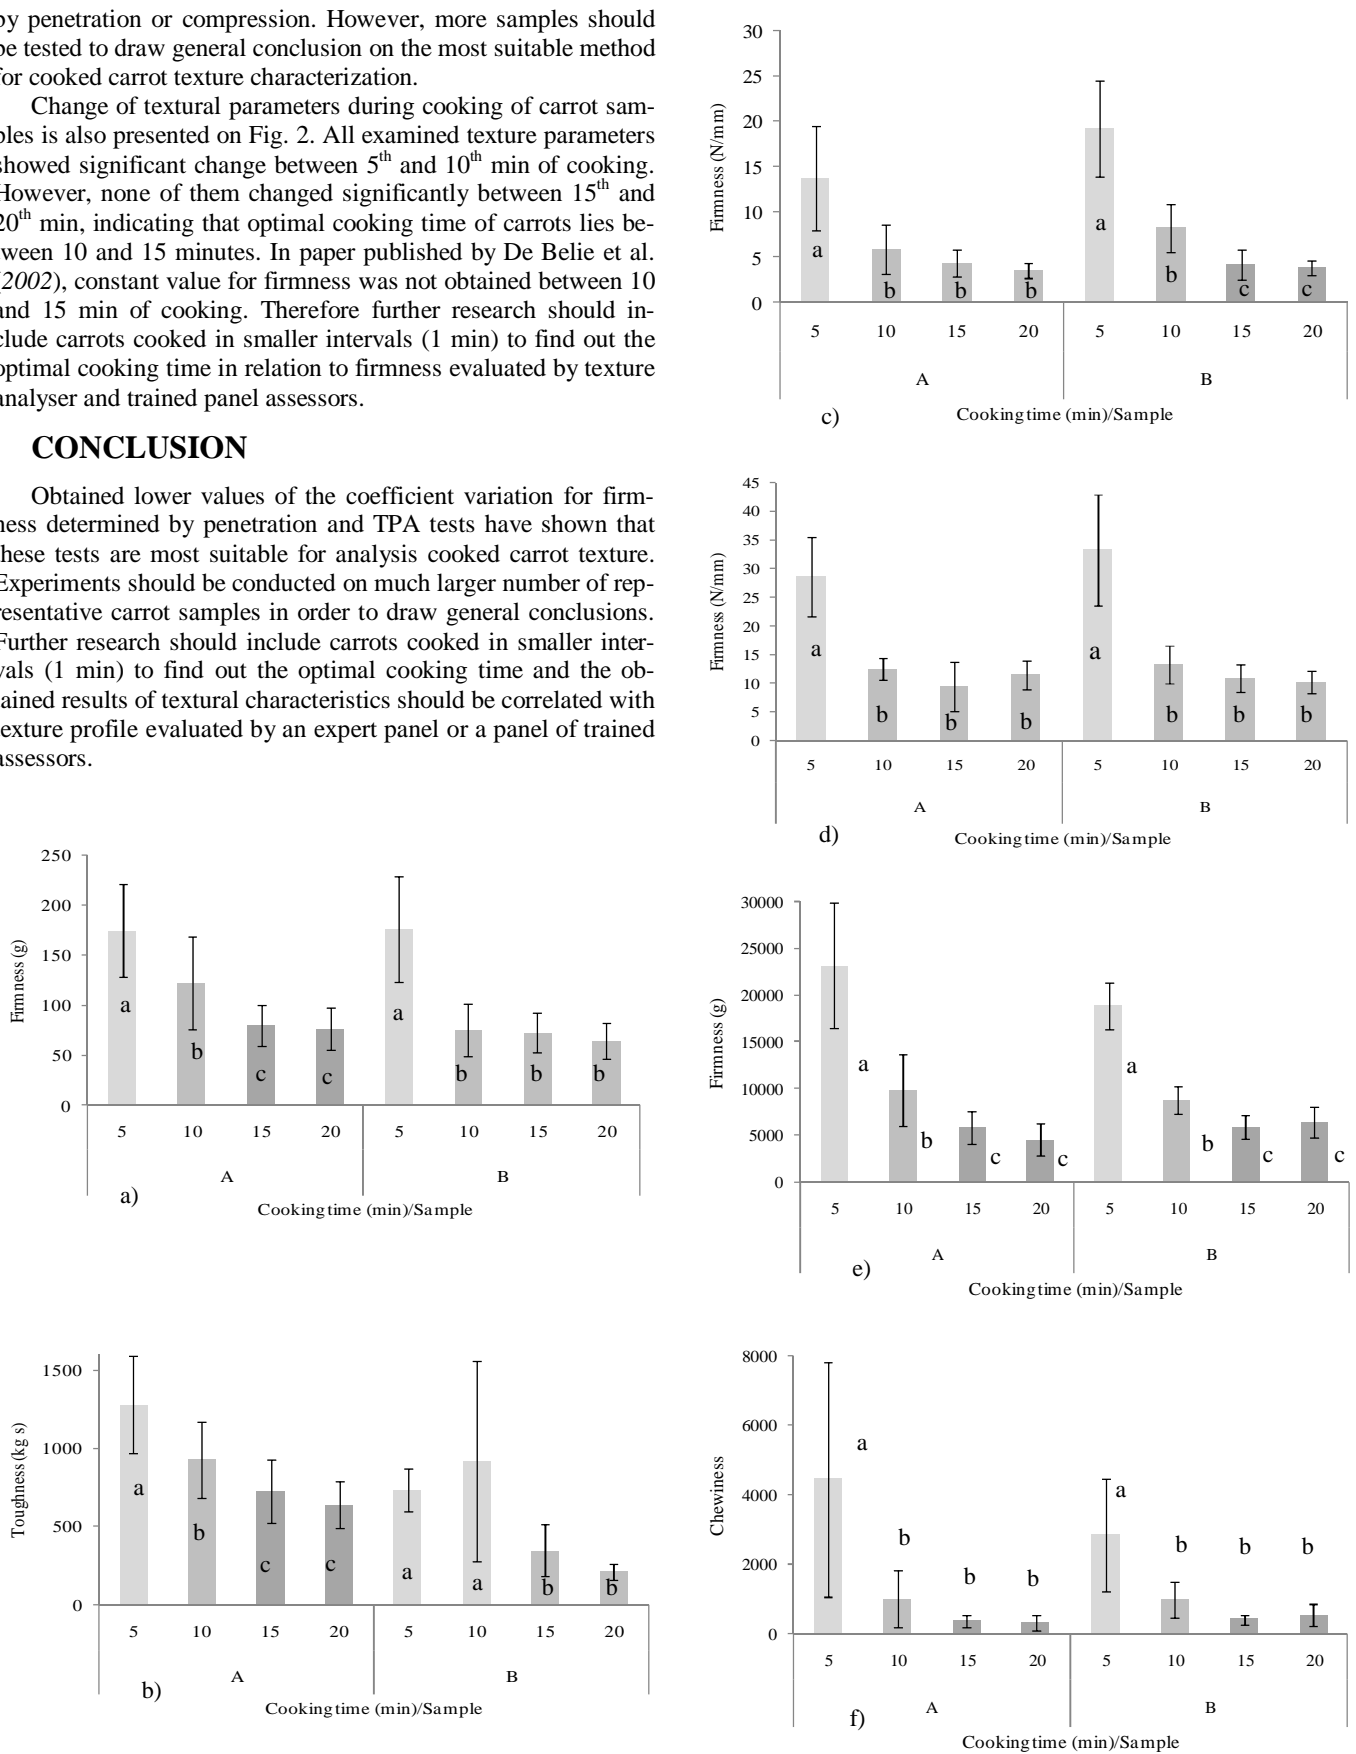 by penetration or compression. However, more samples should
be tested to draw general conclusion on the most suitable method
for cooked carrot texture characterization.
Change of textural parameters during cooking of carrot sam-
ples is also presented on Fig. 2. All examined texture parameters
showed significant change between 5th and 10th min of cooking.
However, none of them changed significantly between 15th and
20th min, indicating that optimal cooking time of carrots lies be-
tween 10 and 15 minutes. In paper published by De Belie et al.
(2002), constant value for firmness was not obtained between 10
and 15 min of cooking. Therefore further research should in-
clude carrots cooked in smaller intervals (1 min) to find out the
optimal cooking time in relation to firmness evaluated by texture
analyser and trained panel assessors.
CONCLUSION
Obtained lower values of the coefficient variation for firm-
ness determined by penetration and TPA tests have shown that
these tests are most suitable for analysis cooked carrot texture.
Experiments should be conducted on much larger number of rep-
resentative carrot samples in order to draw general conclusions.
Further research should include carrots cooked in smaller inter-
vals (1 min) to find out the optimal cooking time and the ob-
tained results of textural characteristics should be correlated with
texture profile evaluated by an expert panel or a panel of trained
assessors.
Firmness (g)
250
200
150
100
50
0
a b c c a b b b
5 10 15 20 5 10 15 20
A B
a)
Cooking time (min)/Sample
Toughness (kg s)
1500
1000
500
0
a b c c a a b b
5 10 15 20 5 10 15 20
A B
b)
Cooking time (min)/Sample
Firmness (N/mm)
30
25
20
15
10
5
0
a b b b a b c c
5 10 15 20 5 10 15 20
A B
c)
Cooking time (min)/Sample
Firmness (N/mm)
45
40
35
30
25
20
15
10
5
0
a b b b a b b b
5 10 15 20 5 10 15 20
A B
d)
Cooking time (min)/Sample
Firmness (g)
30000
25000
20000
15000
10000
5000
0
a b c c a b c c
5 10 15 20 5 10 15 20
A B
e)
Cooking time (min)/Sample
Chewiness
8000
6000
4000
2000
0
a b b b a b b b
5 10 15 20 5 10 15 20
A B
f)
Cooking time (min)/Sample